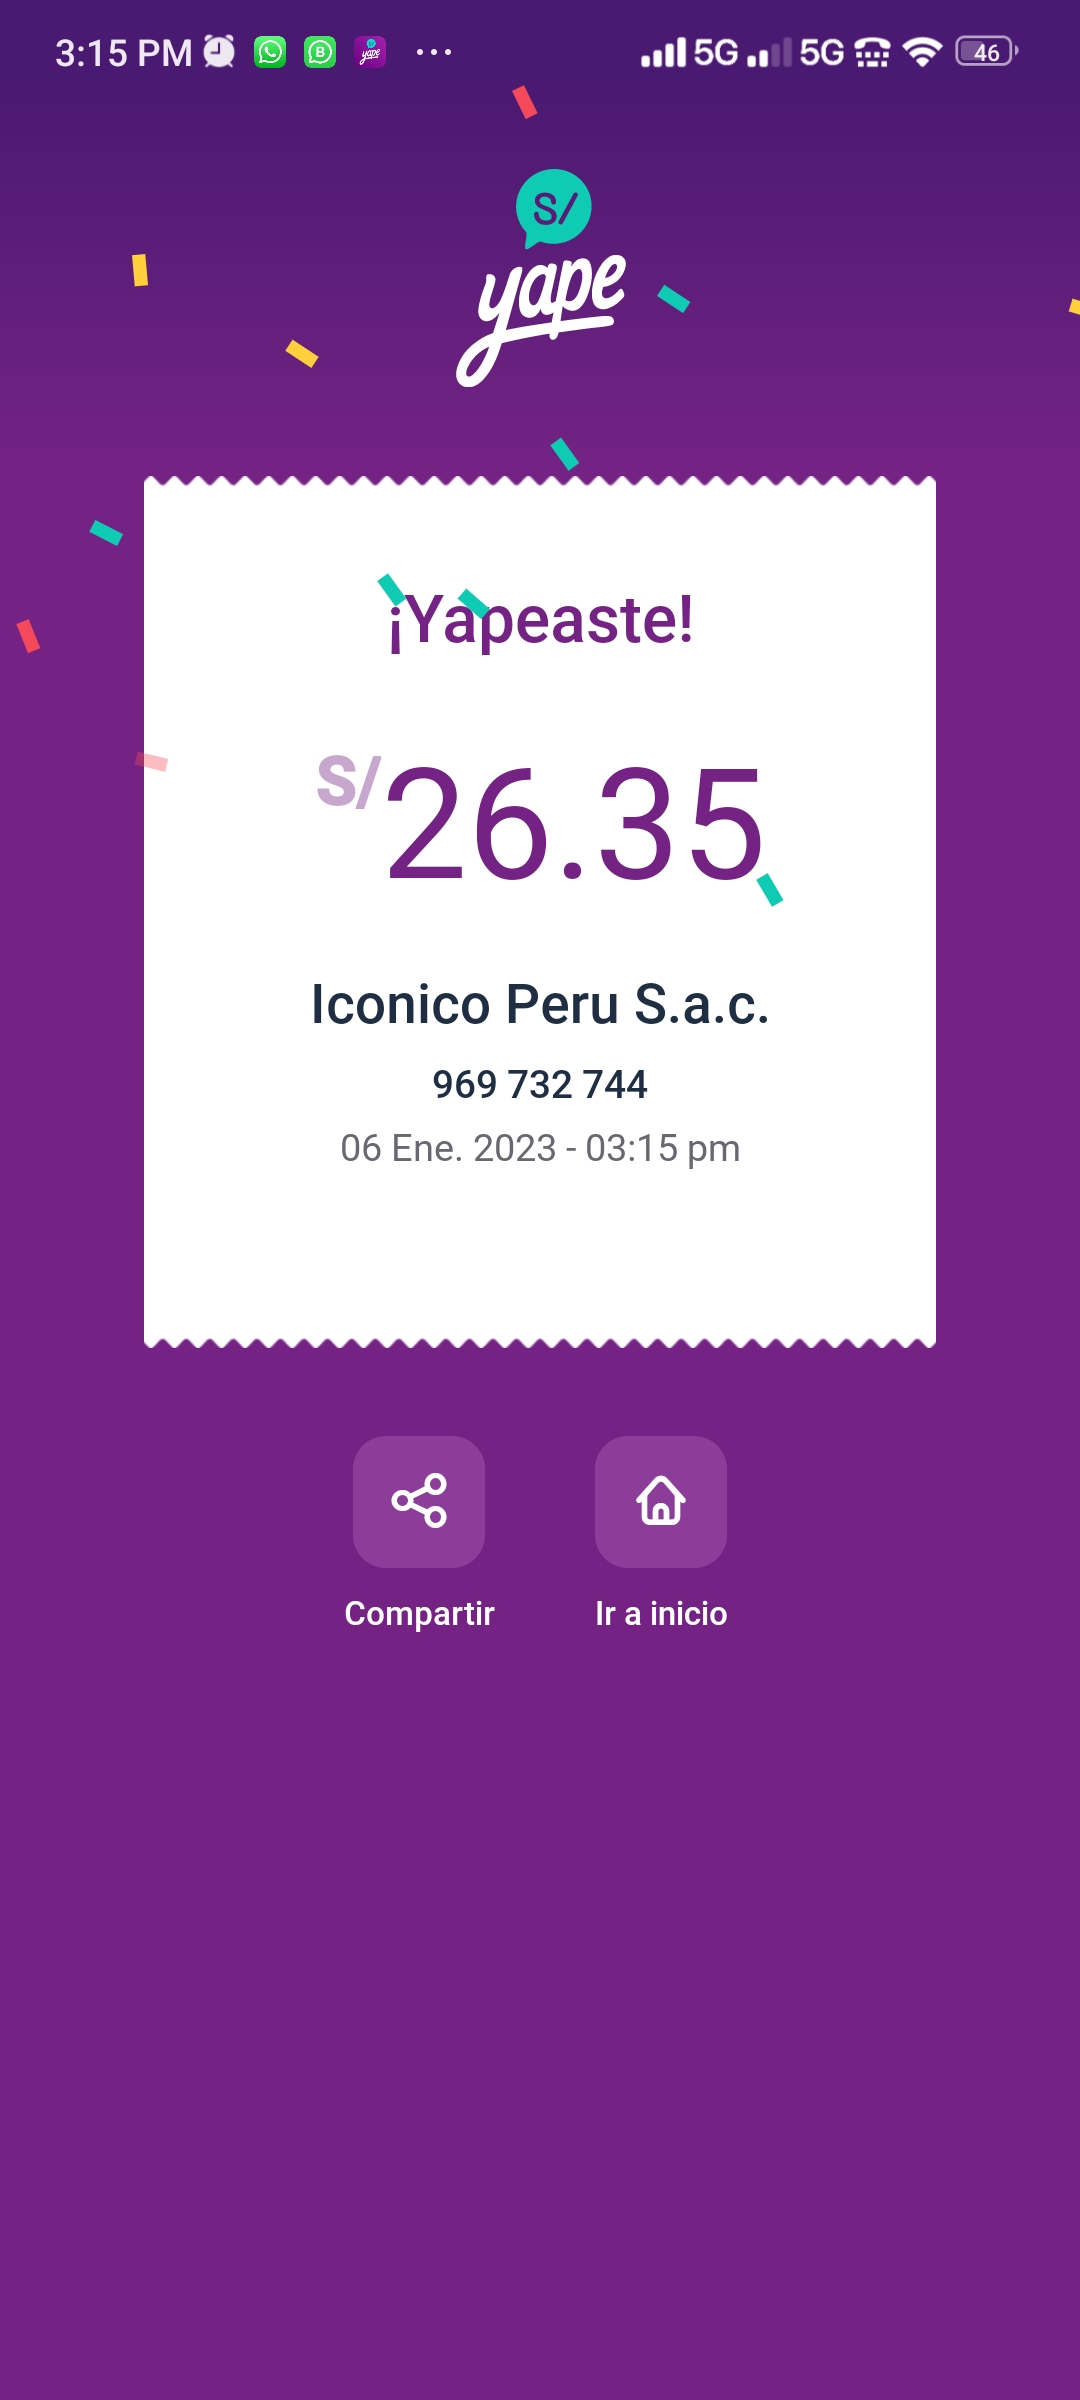 3:15 PM 5G 5G 46
S/
yape
¡Yapeaste!
S/26.35
Iconico Peru S.a.c.
969 732 744
06 Ene. 2023 - 03:15 pm
Compartir Ir a inicio